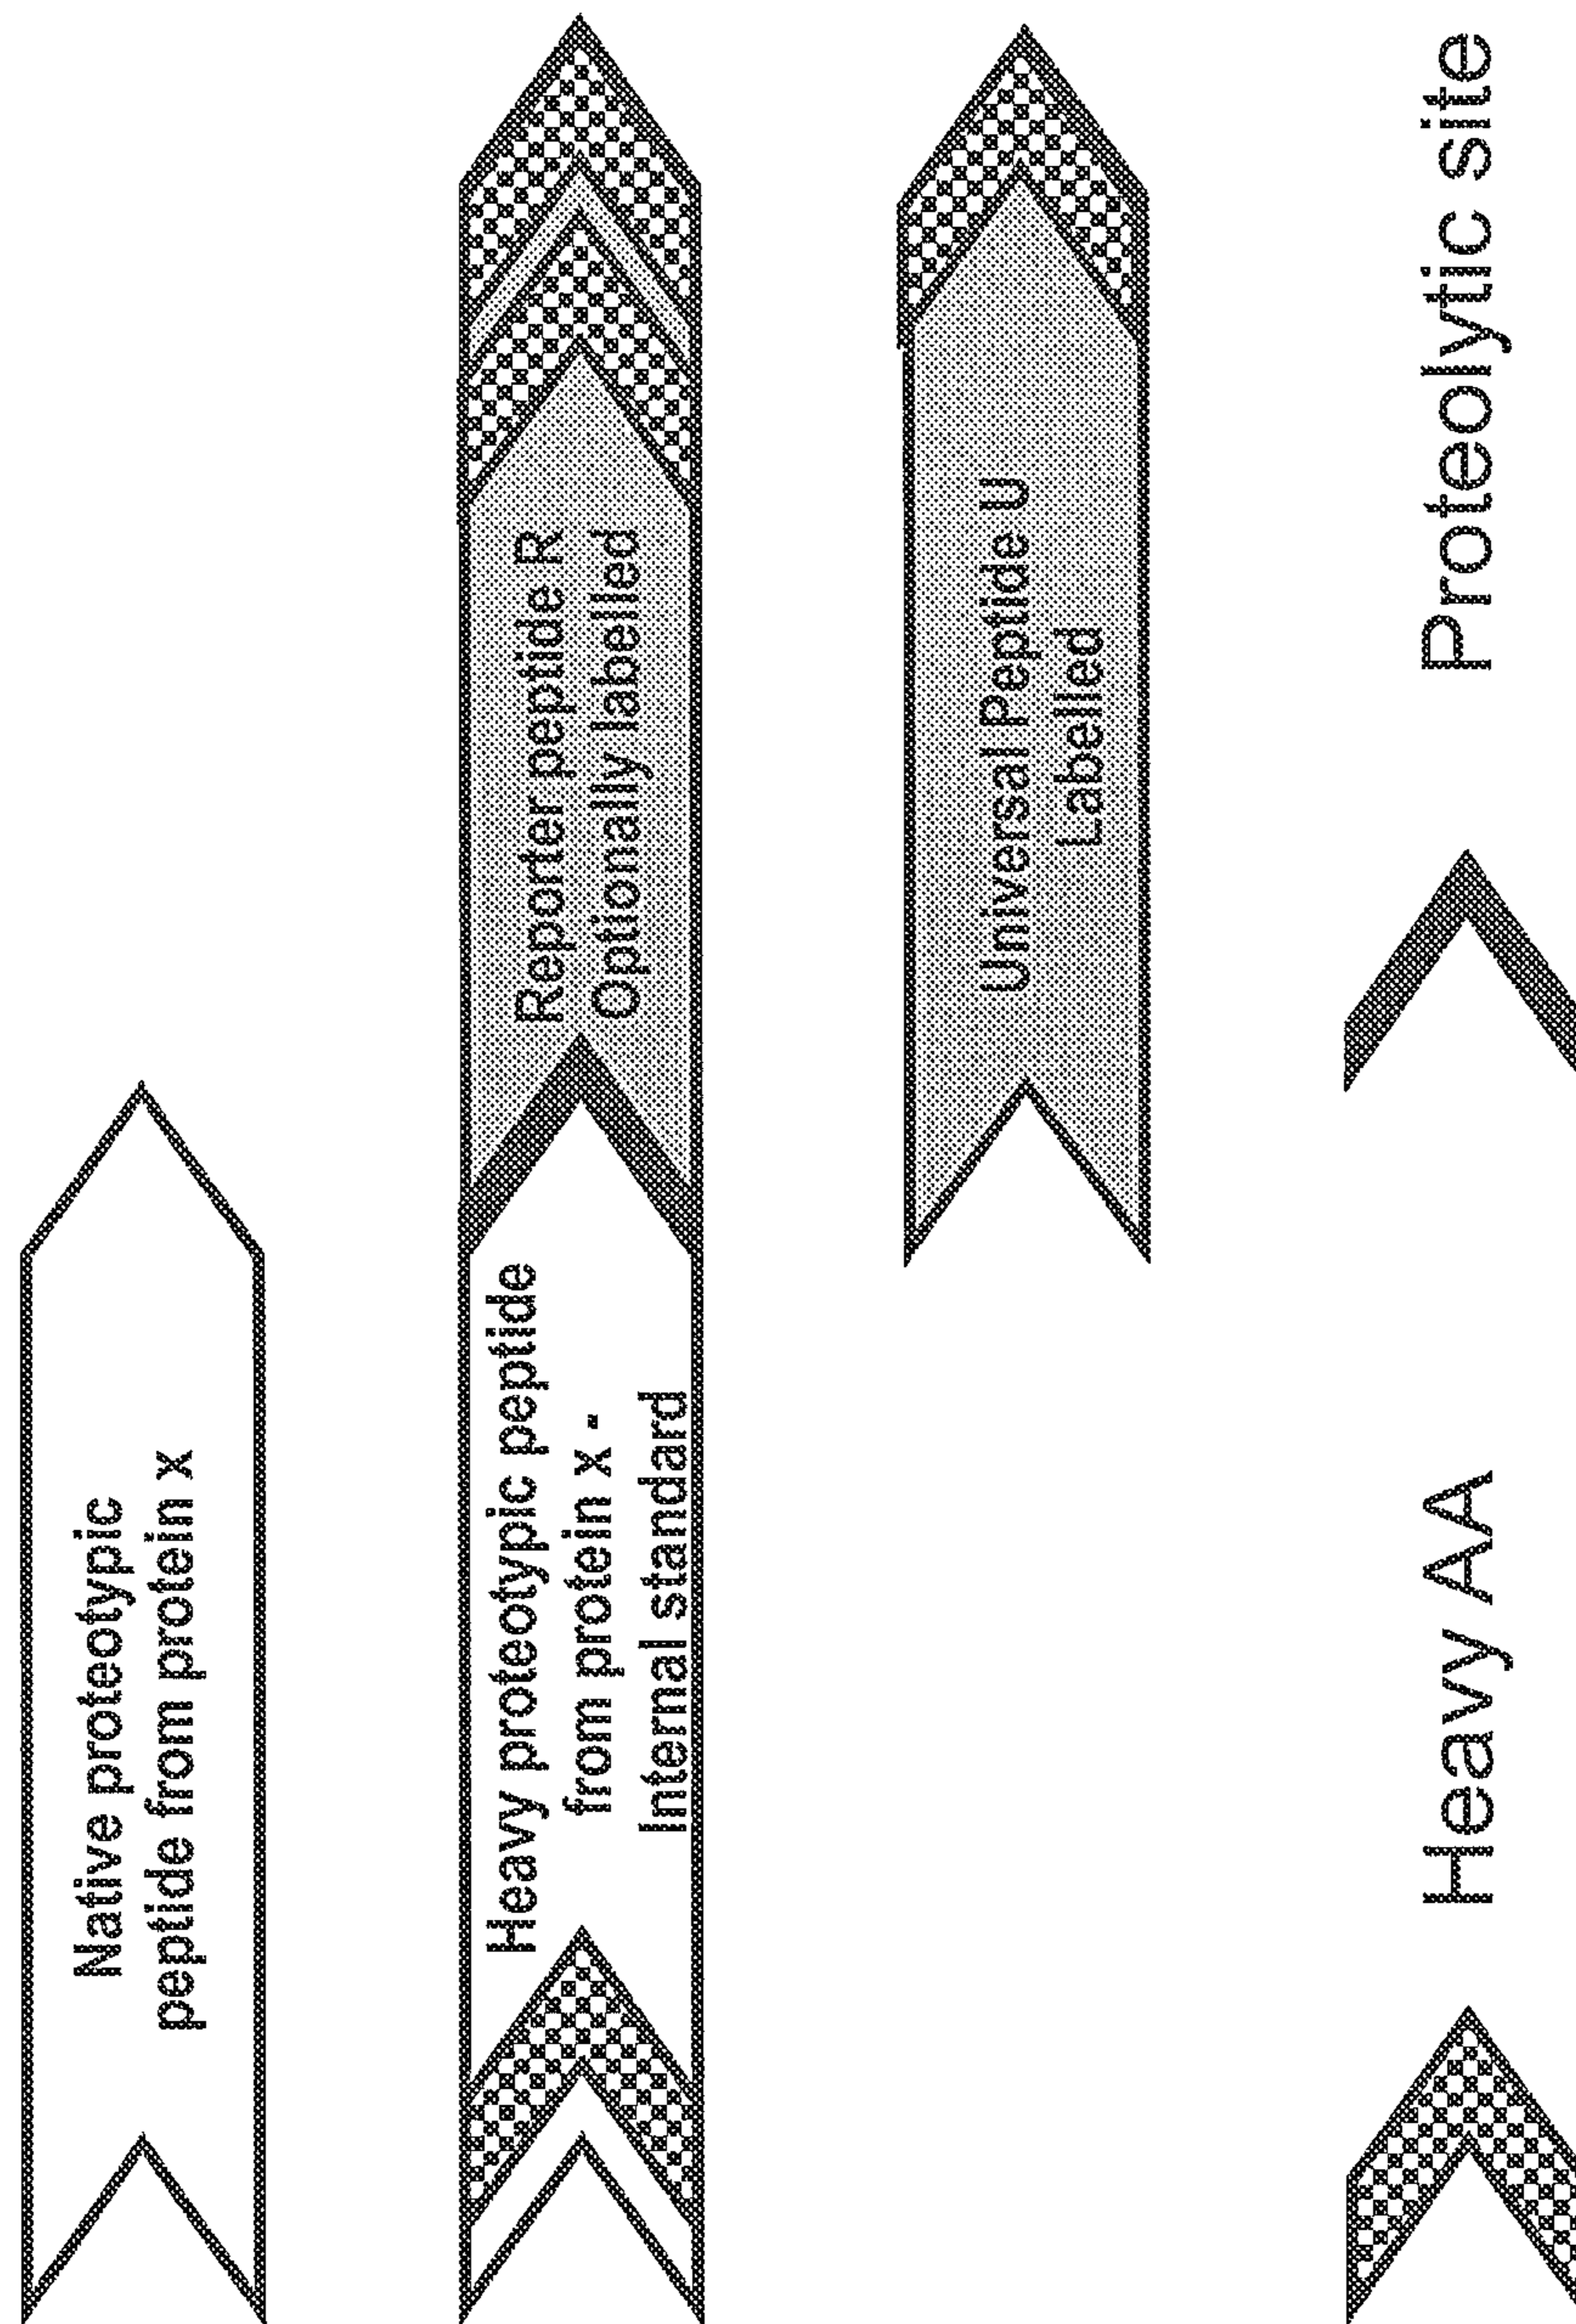 Native proteotypic
peptide from protein x
Heavy proteotypic peptide
from protein x -
Internal standard
Reporter peptide R
Optionally labelled
Universal Peptide U
Labelled
Heavy AA
Proteolytic site